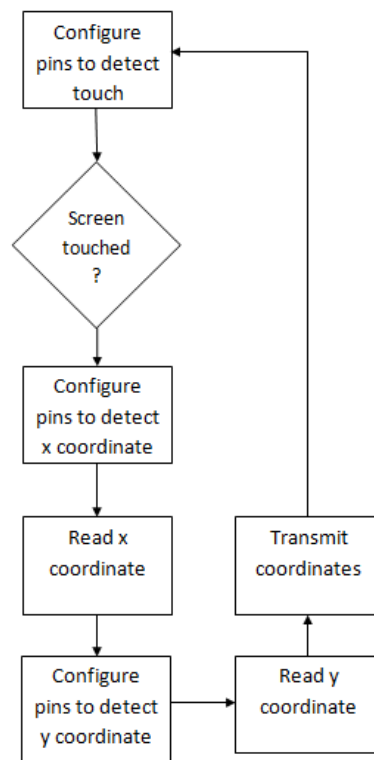 Configure
pins to detect
touch
Screen
touched
?
Configure
pins to detect
x coordinate
Read x
coordinate
Configure
pins to detect
y coordinate
Read y
coordinate
Transmit
coordinates